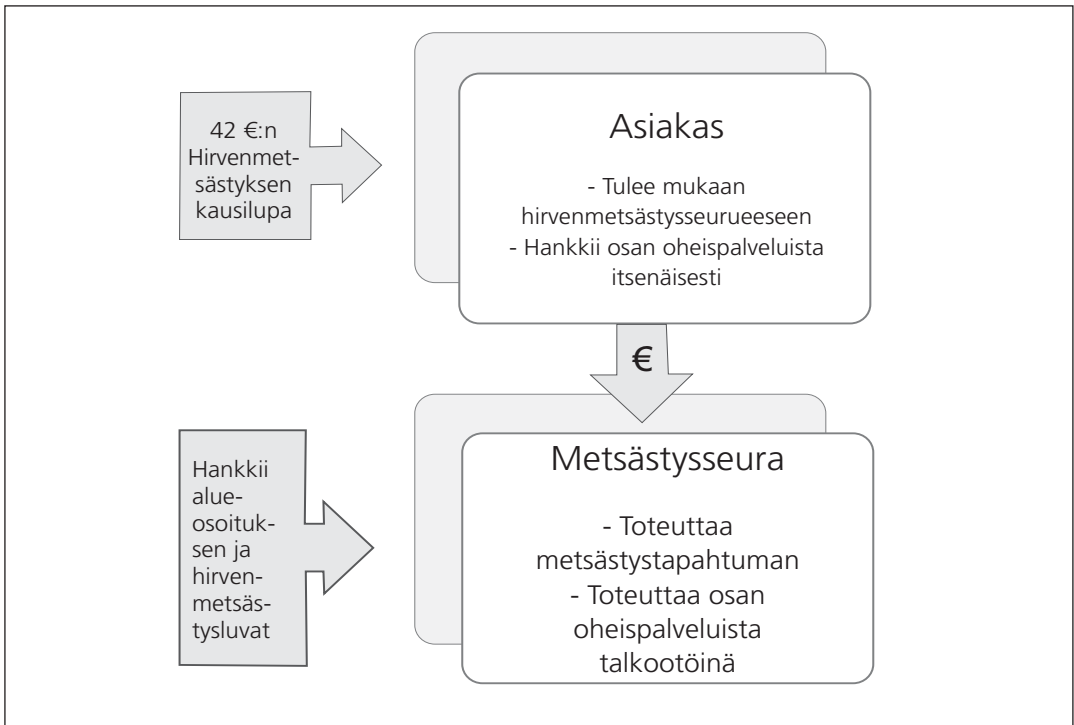 42 €:n
Hirvenmet-
sästyksen
kausilupa
Asiakas
- Tulee mukaan
hirvenmetsästysseurueeseen
- Hankkii osan oheispalveluista
itsenäisesti
€
Hankkii
alue-
osoituk-
sen ja
hirven-
metsäs-
tysluvat
Metsästysseura
- Toteuttaa
metsästystapahtuman
- Toteuttaa osan
oheispalveluista
talkootöinä